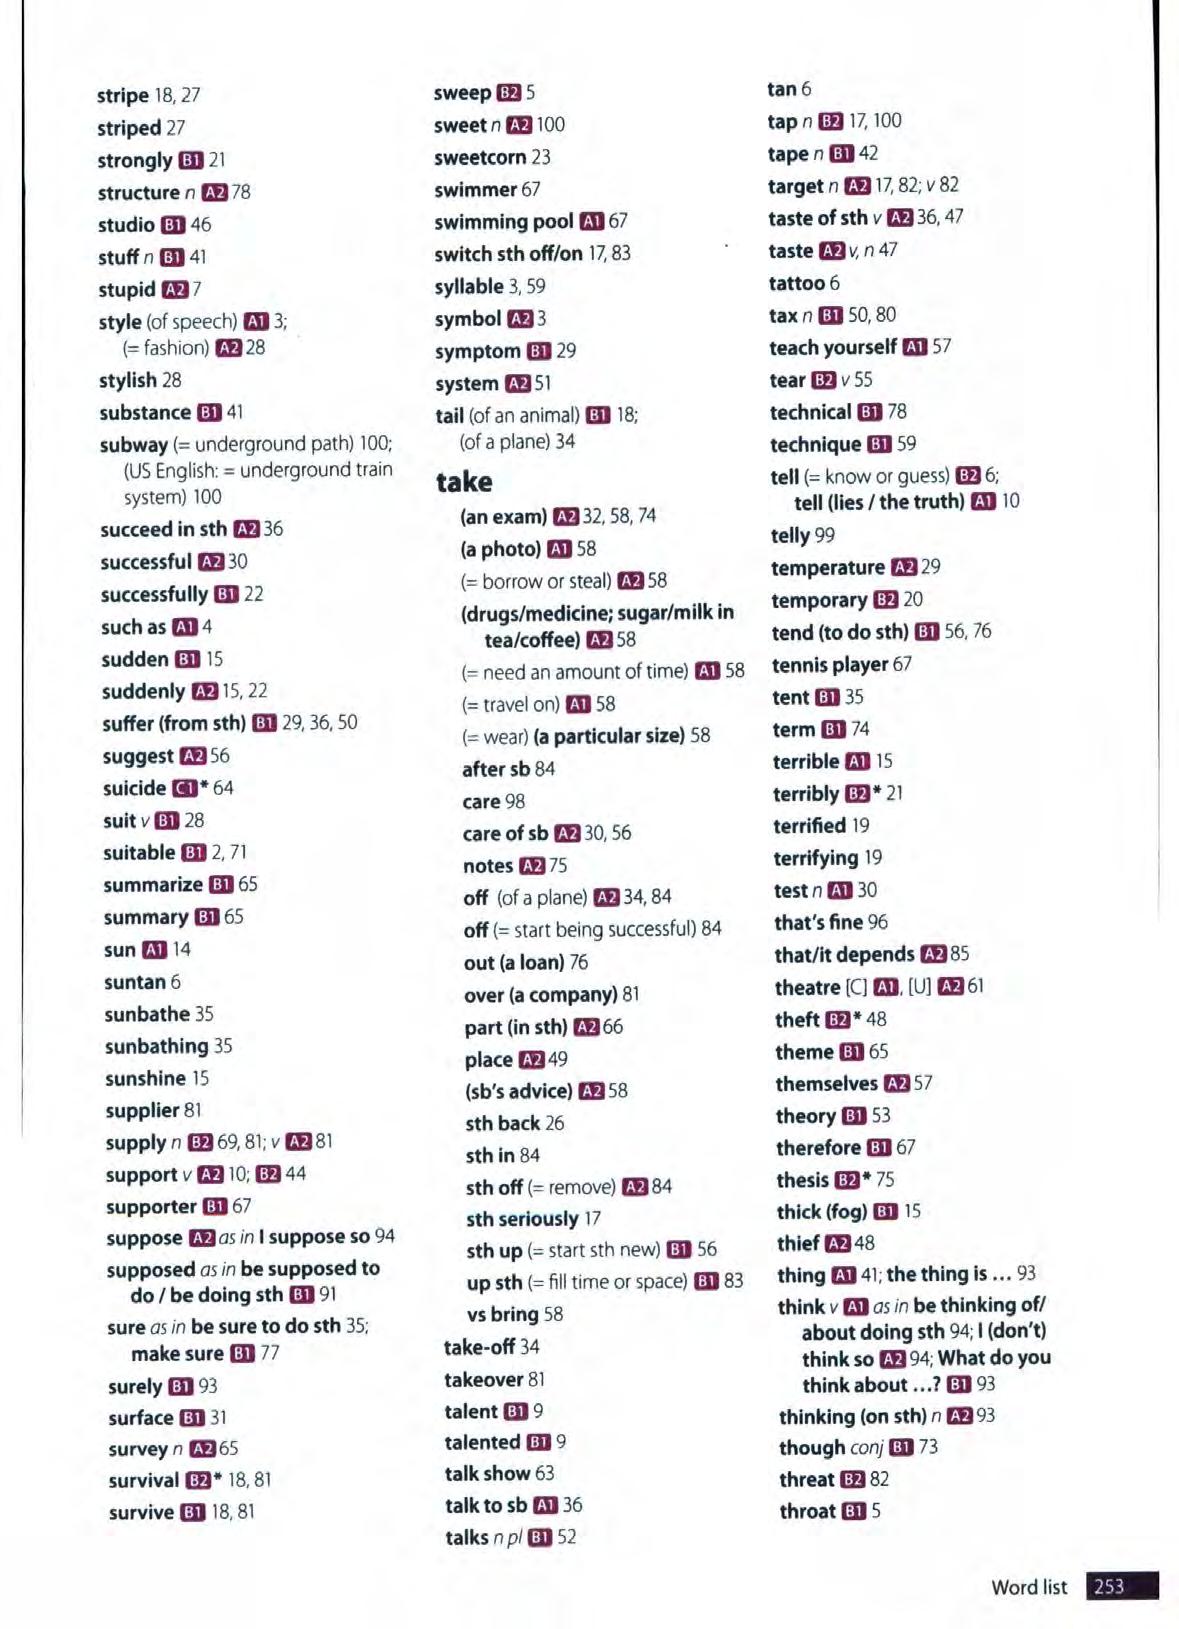 stripe 18, 27
striped 27
strongly B1 21
structure n A2 78
studio B1 46
stuff n B1 41
stupid A2 7
style (of speech) A1 3;
(= fashion) A2 28
stylish 28
substance B1 41
subway (= underground path) 100;
(US English: = underground train
system) 100
succeed in sth A2 36
successful A2 30
successfully B1 22
such as A1 4
sudden B1 15
suddenly A2 15, 22
suffer (from sth) B1 29, 36, 50
suggest A2 56
suicide C1* 64
suit v B1 28
suitable B1 2, 71
summarize B1 65
summary B1 65
sun A1 14
suntan 6
sunbathe 35
sunbathing 35
sunshine 15
supplier 81
supply n B2 69, 81; v A2 81
support v A2 10; B2 44
supporter B1 67
suppose A2 as in I suppose so 94
supposed as in be supposed to
do / be doing sth B1 91
sure as in be sure to do sth 35;
make sure B1 77
surely B1 93
surface B1 31
survey n A2 65
survival B2* 18, 81
survive B1 18, 81
sweep B2 5
sweet n A2 100
sweetcorn 23
swimmer 67
swimming pool A1 67
switch sth off/on 17, 83
syllable 3, 59
symbol A2 3
symptom B1 29
system A2 51
tail (of an animal) B1 18;
(of a plane) 34
take
(an exam) A2 32, 58, 74
(a photo) A1 58
(= borrow or steal) A2 58
(drugs/medicine; sugar/milk in
tea/coffee) A2 58
(= need an amount of time) A1 58
(= travel on) A1 58
(= wear) (a particular size) 58
after sb 84
care 98
care of sb A2 30, 56
notes A2 75
off (of a plane) A2 34, 84
off (= start being successful) 84
out (a loan) 76
over (a company) 81
part (in sth) A2 66
place A2 49
(sb's advice) A2 58
sth back 26
sth in 84
sth off (= remove) A2 84
sth seriously 17
sth up (= start sth new) B1 56
up sth (= fill time or space) B1 83
vs bring 58
take-off 34
takeover 81
talent B1 9
talented B1 9
talk show 63
talk to sb A1 36
talks n pl B1 52
tan 6
tap n B2 17, 100
tape n B1 42
target n A2 17, 82; v 82
taste of sth v A2 36, 47
taste A2 v, n 47
tattoo 6
tax n B1 50, 80
teach yourself A1 57
tear B2 v 55
technical B1 78
technique B1 59
tell (= know or guess) B2 6;
tell (lies / the truth) A1 10
telly 99
temperature A2 29
temporary B2 20
tend (to do sth) B1 56, 76
tennis player 67
tent B1 35
term B1 74
terrible A1 15
terribly B2* 21
terrified 19
terrifying 19
test n A1 30
that's fine 96
that/it depends A2 85
theatre [C] A1, [U] A2 61
theft B2* 48
theme B1 65
themselves A2 57
theory B1 53
therefore B1 67
thesis B2* 75
thick (fog) B1 15
thief A2 48
thing A1 41; the thing is ... 93
think v A1 as in be thinking of/
about doing sth 94; I (don't)
think so A2 94; What do you
think about ...? B1 93
thinking (on sth) n A2 93
though conj B1 73
threat B2 82
throat B1 5
Word list 253